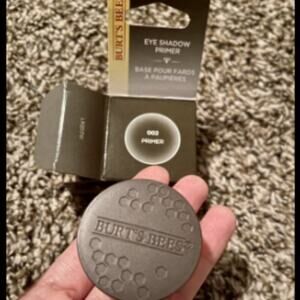 BURT'S BEES
EYE SHADOW
PRIMER
BASE POUR FARDS
À PAUPIÈRES
002
PRIMER
BURT'S BEES